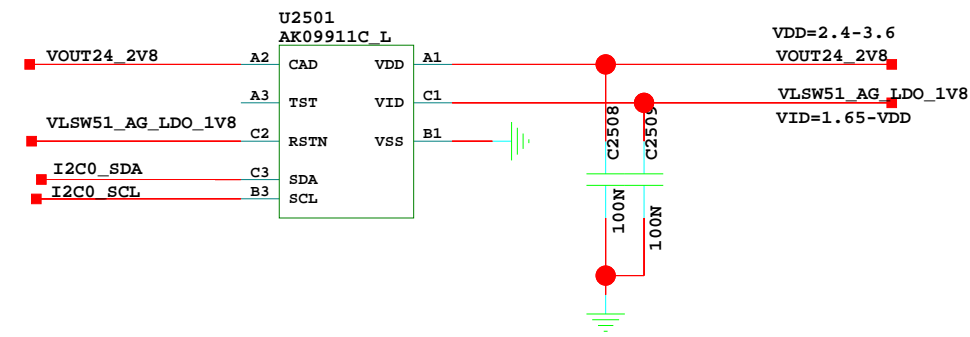 U2501
AK09911C_L
VDD=2.4-3.6
VOUT24_2V8
A2
CAD
VDD
A1
VOUT24_2V8
A3
TST
VID
C1
VLSW51_AG_LDO_1V8
VLSW51_AG_LDO_1V8
C2
RSTN
VSS
B1
VID=1.65-VDD
C2508
C2509
I2C0_SDA
C3
SDA
I2C0_SCL
B3
SCL
100N
100N